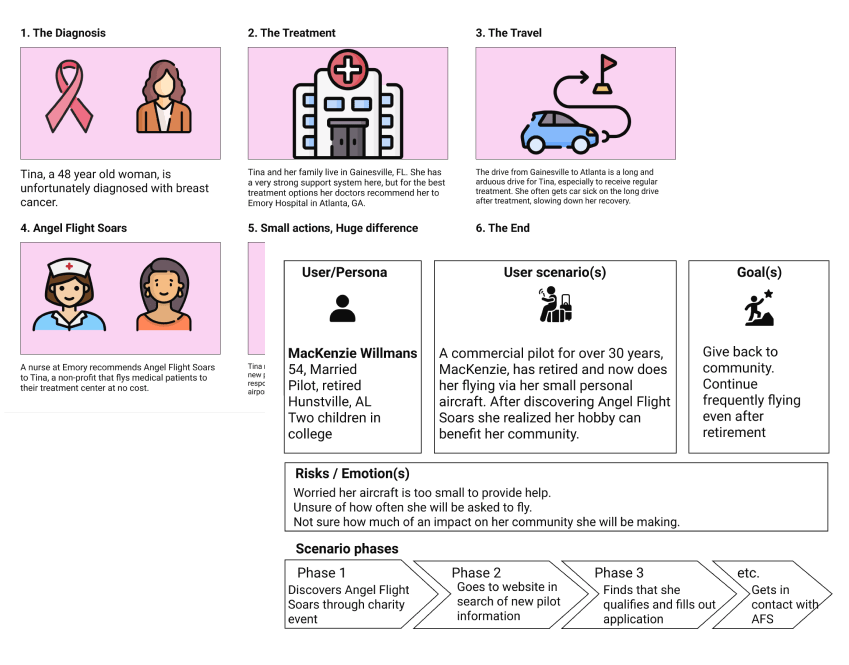 1. The Diagnosis
2. The Treatment
3. The Travel
Tina, a 48 year old woman, is
unfortunately diagnosed with breast
cancer.
Tina and her family live in Gainesville, FL. She has
a very strong support system here, but for the best
treatment options her doctors recommend her to
Emory Hospital in Atlanta, GA.
The drive from Gainesville to Atlanta is a long and
arduous drive for Tina, especially to receive regular
treatment. She often gets car sick on the long drive
after treatment, slowing down her recovery.
4. Angel Flight Soars
5. Small actions, Huge difference
6. The End
A nurse at Emory recommends Angel Flight Soars
to Tina, a non-profit that flys medical patients to
their treatment center at no cost.
Tina
new
respo
airpo
User/Persona
MacKenzie Willmans
54, Married
Pilot, retired
Hunstville, AL
Two children in
college
User scenario(s)
A commercial pilot for over 30 years,
MacKenzie, has retired and now does
her flying via her small personal
aircraft. After discovering Angel Flight
Soars she realized her hobby can
benefit her community.
Goal(s)
Give back to
community.
Continue
frequently flying
even after
retirement
Risks / Emotion(s)
Worried her aircraft is too small to provide help.
Unsure of how often she will be asked to fly.
Not sure how much of an impact on her community she will be making.
Scenario phases
Phase 1
Discovers Angel Flight
Soars through charity
event
Phase 2
Goes to website in
search of new pilot
information
Phase 3
Finds that she
qualifies and fills out
application
etc.
Gets in
contact with
AFS